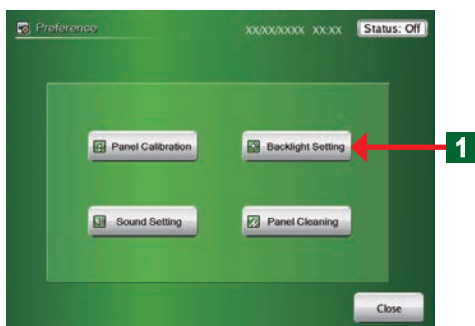 Preference XX/XX/XXXX XX:XX Status: Off
Panel Calibration Backlight Setting 1
Sound Setting Panel Cleaning
Close